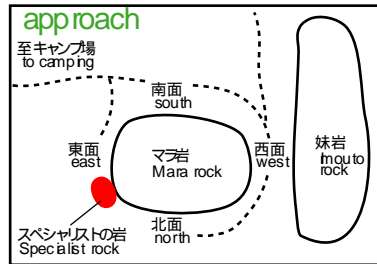 approach
至キャンプ場
to camping
南面
south
東面
east
マラ岩
Mara rock
西面
west
妹岩
Imouto
rock
北面
north
スペシャリストの岩
Specialist rock